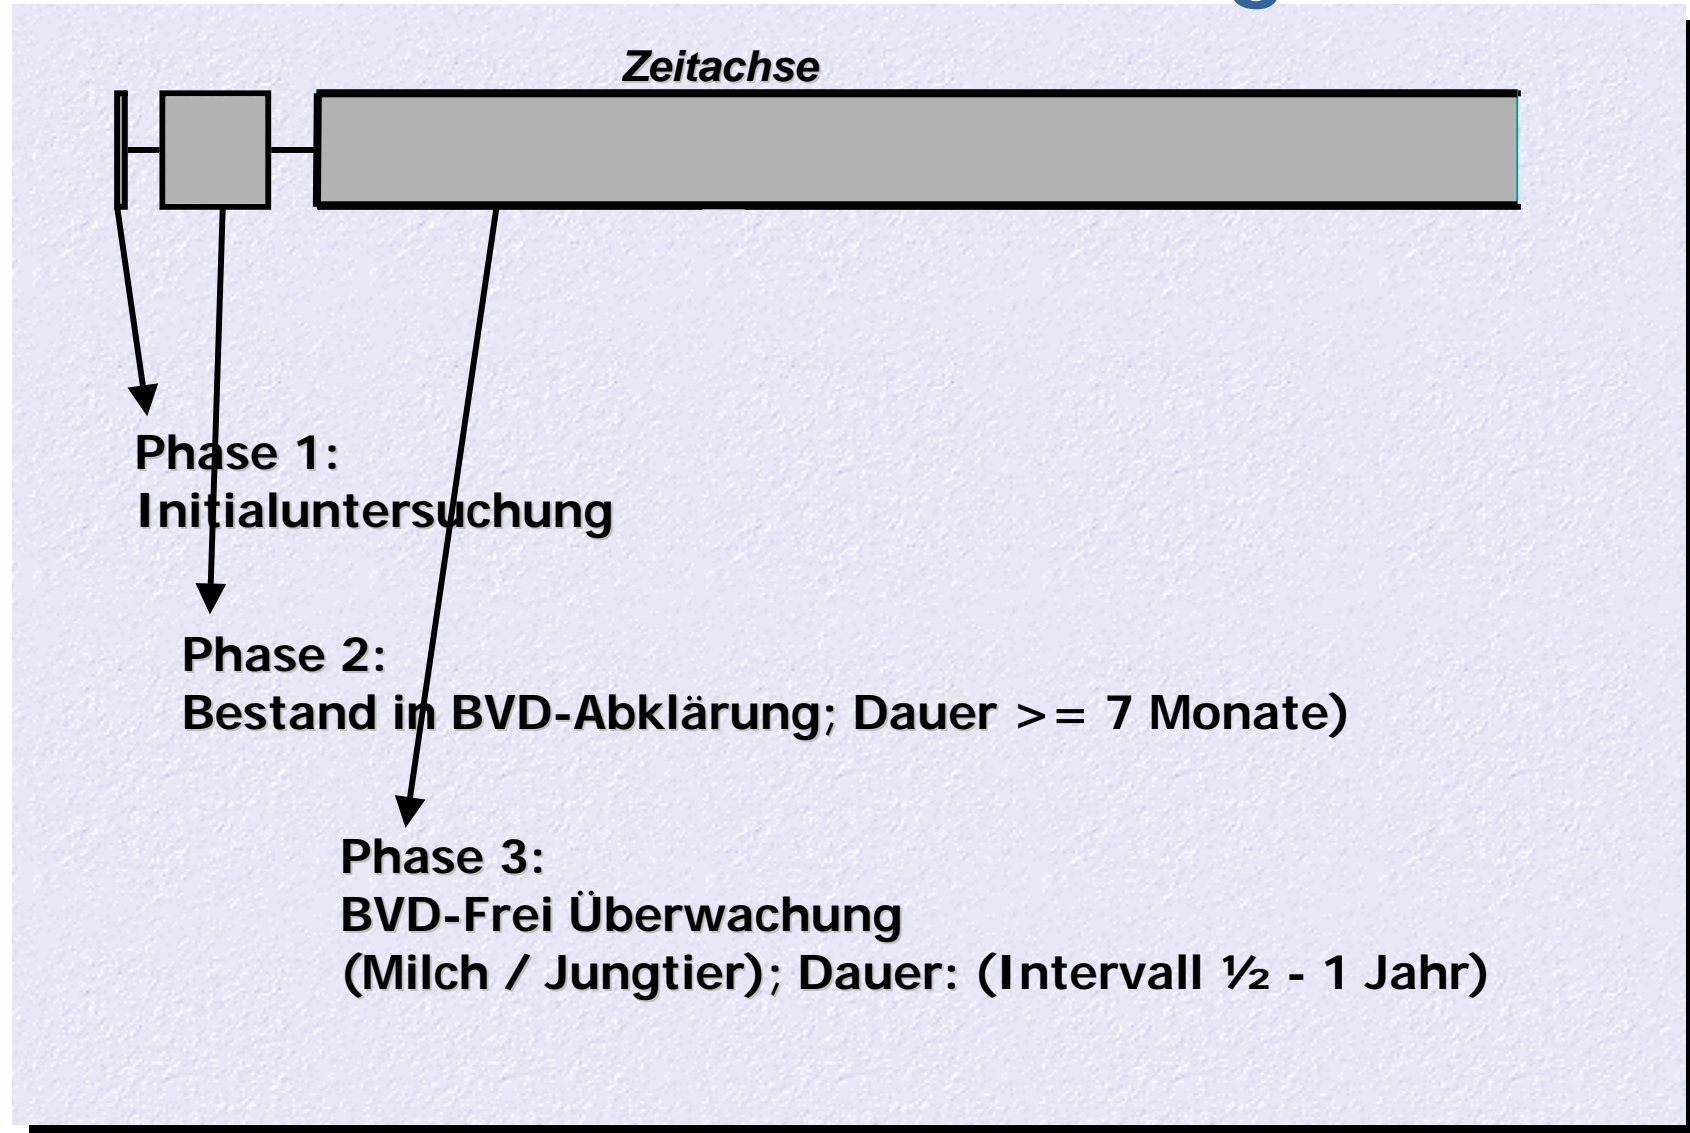 Zeitachse
Phase 1:
Initialuntersuchung
Phase 2:
Bestand in BVD-Abklärung; Dauer >= 7 Monate)
Phase 3:
BVD-Frei Überwachung
(Milch / Jungtier); Dauer: (Intervall ½ - 1 Jahr)